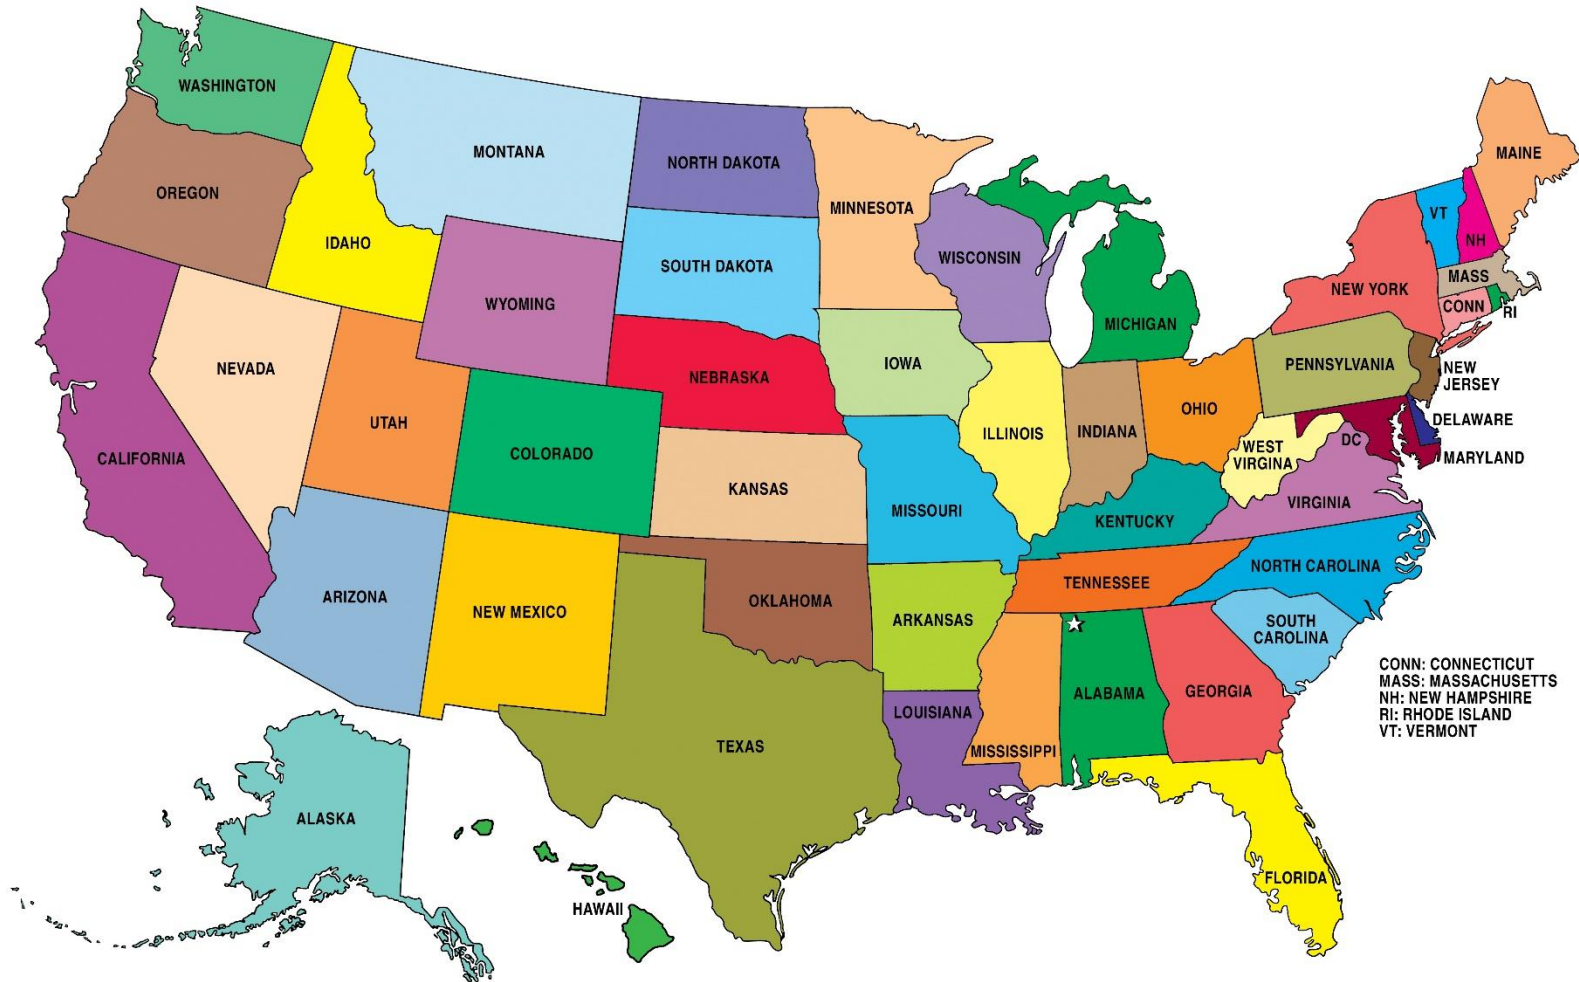 WASHINGTON
MONTANA
NORTH DAKOTA
MINNESOTA
MAINE
OREGON
IDAHO
SOUTH DAKOTA
WISCONSIN
VT
NH
MASS
WYOMING
NEW YORK
CONN
RI
MICHIGAN
NEVADA
NEBRASKA
IOWA
PENNSYLVANIA
NEW
JERSEY
UTAH
OHIO
CALIFORNIA
COLORADO
ILLINOIS
INDIANA
DELAWARE
WEST
VIRGINA
DC
MARYLAND
KANSAS
MISSOURI
KENTUCKY
VIRGINIA
ARIZONA
NEW MEXICO
OKLAHOMA
ARKANSAS
TENNESSEE
NORTH CAROLINA
SOUTH
CAROLINA
TEXAS
LOUISIANA
MISSISSIPPI
ALABAMA
GEORGIA
CONN: CONNECTICUT
MASS: MASSACHUSETTS
NH: NEW HAMPSHIRE
RI: RHODE ISLAND
VT: VERMONT
ALASKA
HAWAII
FLORIDA